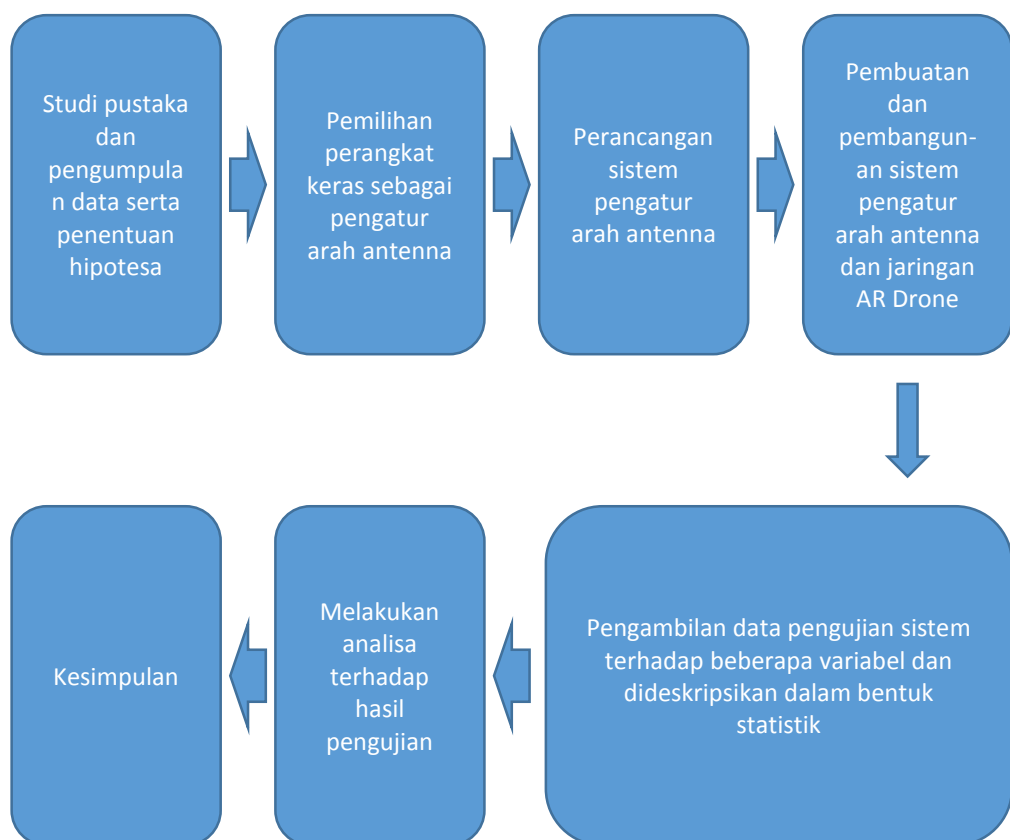 Studi pustaka
dan
pengumpula
n data serta
penentuan
hipotesa
Pemilihan
perangkat
keras sebagai
pengatur
arah antenna
Perancangan
sistem
pengatur
arah antenna
Pembuatan
dan
pembangun-
an sistem
pengatur
arah antenna
dan jaringan
AR Drone
Pengambilan data pengujian sistem
terhadap beberapa variabel dan
dideskripsikan dalam bentuk
statistik
Melakukan
analisa
terhadap
hasil
pengujian
Kesimpulan